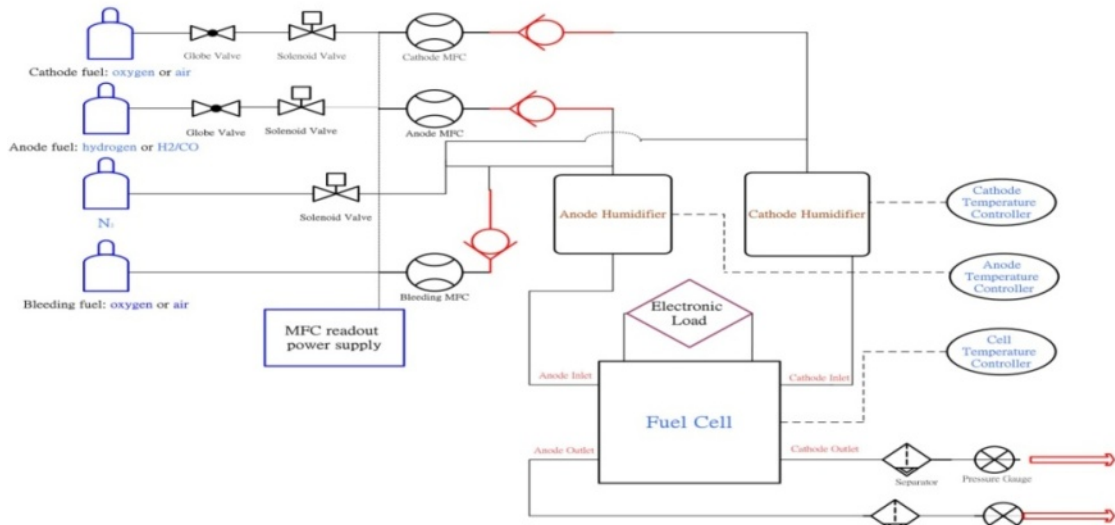 Globe Valve
Solenoid Valve
Cathode MFC
Cathode fuel: oxygen or air
Globe Valve
Solenoid Valve
Anode MFC
Anode fuel: hydrogen or H2/CO
N₂
Solenoid Valve
Anode Humidifier
Cathode Humidifier
Cathode
Temperature
Controller
Anode
Temperature
Controller
Bleeding fuel: oxygen or air
Bleeding MFC
MFC readout
power supply
Electronic
Load
Cell
Temperature
Controller
Anode Inlet
Cathode Inlet
Fuel Cell
Anode Outlet
Cathode Outlet
Separator
Pressure Gauge